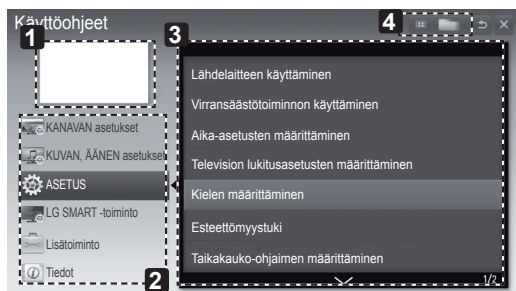 Käyttöohjeet
1
3
4
Lähdelaitteen käyttäminen
Virransäästötoiminnon käyttäminen
Aika-asetusten määrittäminen
Television lukitusasetusten määrittäminen
Kielen määrittäminen
Esteettömyystuki
Taikakauko-ohjaimen määrittäminen
1/2
KANAVAN asetukset
KUVAN, ÄÄNEN asetukset
ASETUS
LG SMART -toiminto
Lisätoiminto
Tiedot
2